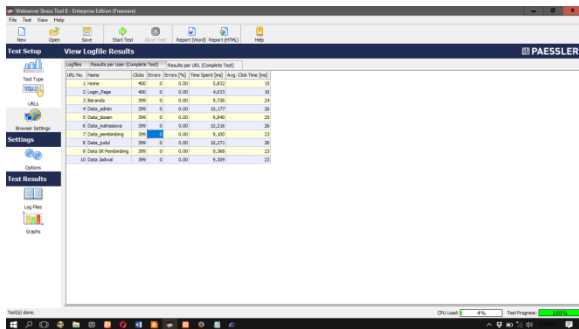 Webserver Stress Tool 8 - Enterprise Edition (Freeware)
File Test View Help
New Open Save Start Test Abort Test Report (Word) Report (HTML) Help
Test Setup View Logfile Results PAESSLER
Test Type
URLs
Browser Settings
Settings
Options
Test Results
Log Files
Graphs
Logfiles Results per User (Complete Test) Results per URL (Complete Test)
URL No. Name Clicks Errors Errors [%] Time Spent [ms] Avg. Click Time [ms]
1 Home 400 0 0.00 5,832 15
2 Login_Page 400 0 0.00 4,033 10
3 Beranda 399 0 0.00 9,726 24
4 Data_admin 399 0 0.00 10,177 26
5 Data_dosen 399 0 0.00 9,840 25
6 Data_mahasiswa 399 0 0.00 10,216 26
7 Data_pembimbing 399 0 0.00 9,100 23
8 Data_judul 399 0 0.00 10,271 26
9 Data SK Pembimbing 399 0 0.00 9,368 23
10 Data Jadwal 399 0 0.00 9,309 23
Test(s) done. CPU Load: 4% Test Progress: 100%